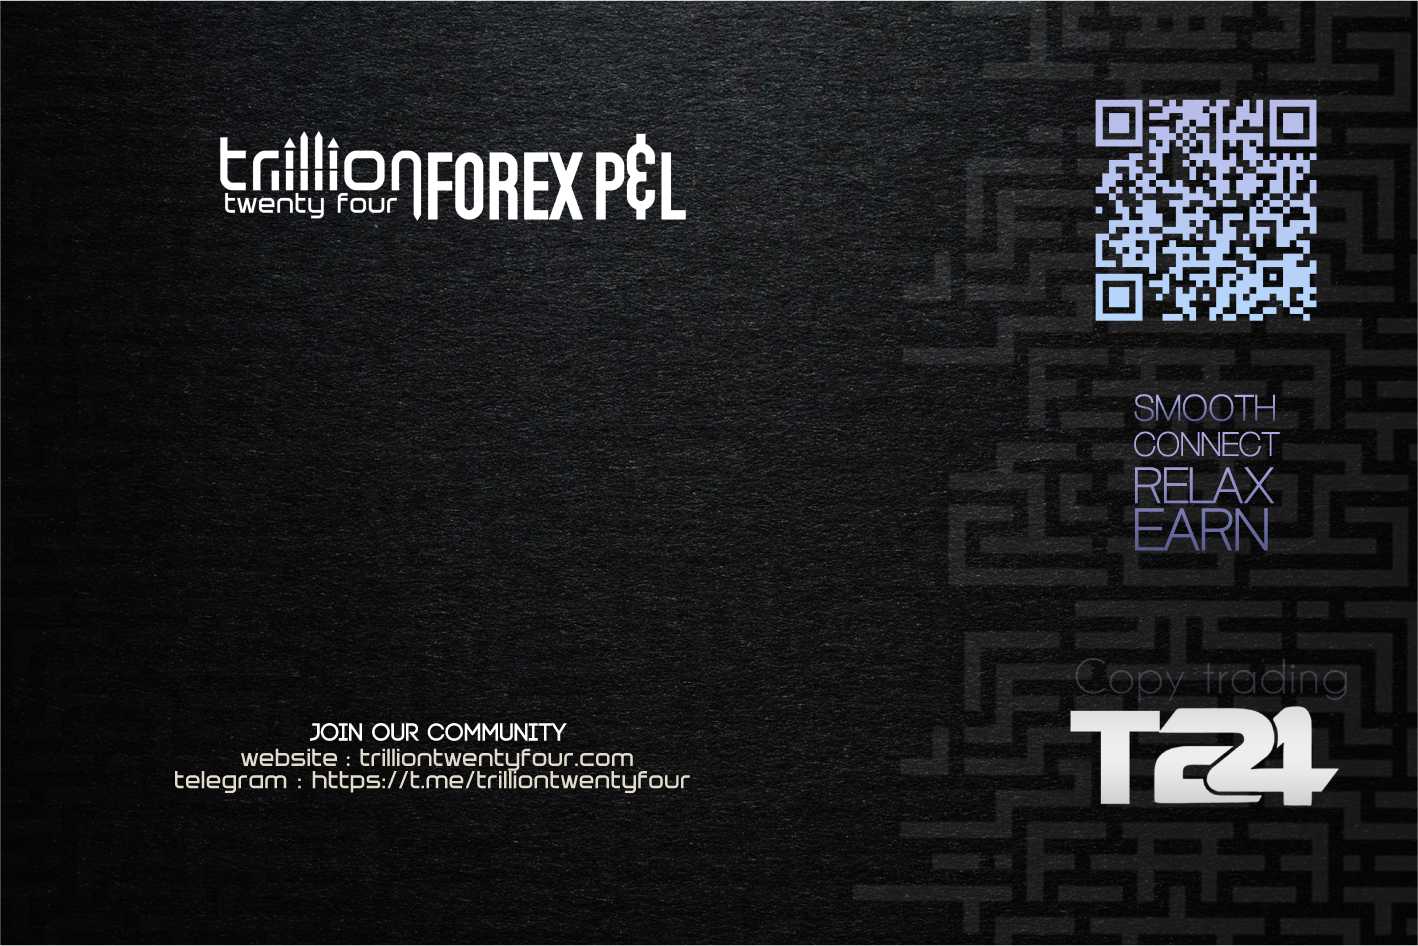 trillion FOREX P&L
twenty four
SMOOTH
CONNECT
RELAX
EARN
Copy trading
T24
JOIN OUR COMMUNITY
website : trilliontwentyfour.com
telegram : https://t.me/trilliontwentyfour